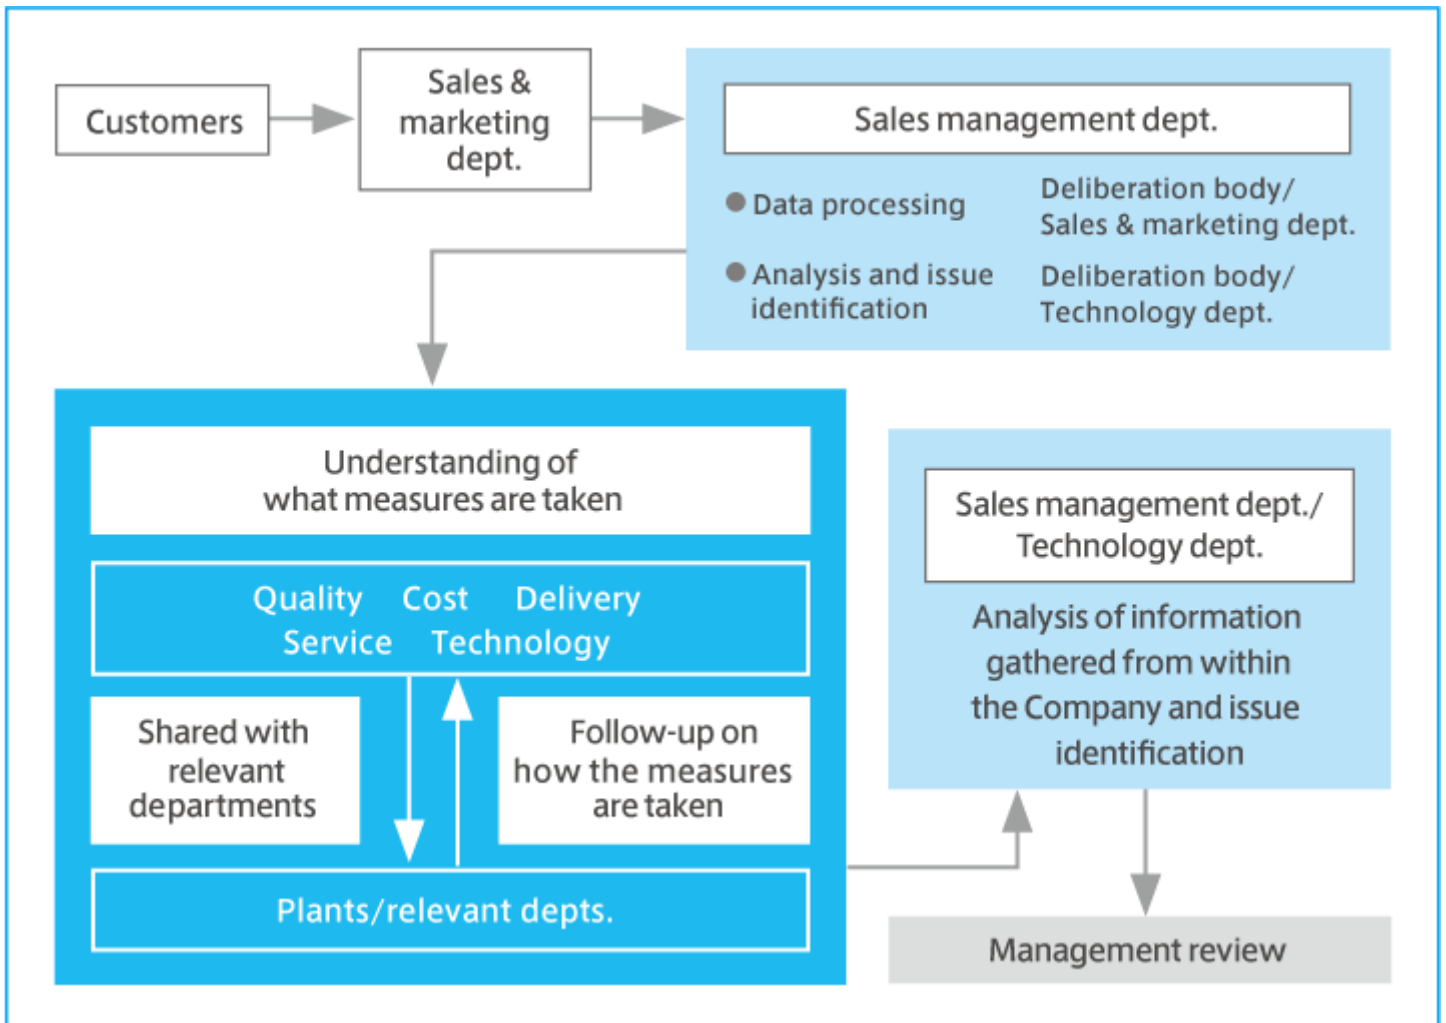 Customers
Sales &
marketing
dept.
Sales management dept.
Data processing
Deliberation body/
Sales & marketing dept.
Analysis and issue
identification
Deliberation body/
Technology dept.
Understanding of
what measures are taken
Quality Cost Delivery
Service Technology
Shared with
relevant
departments
Follow-up on
how the measures
are taken
Plants/relevant depts.
Sales management dept./
Technology dept.
Analysis of information
gathered from within
the Company and issue
identification
Management review